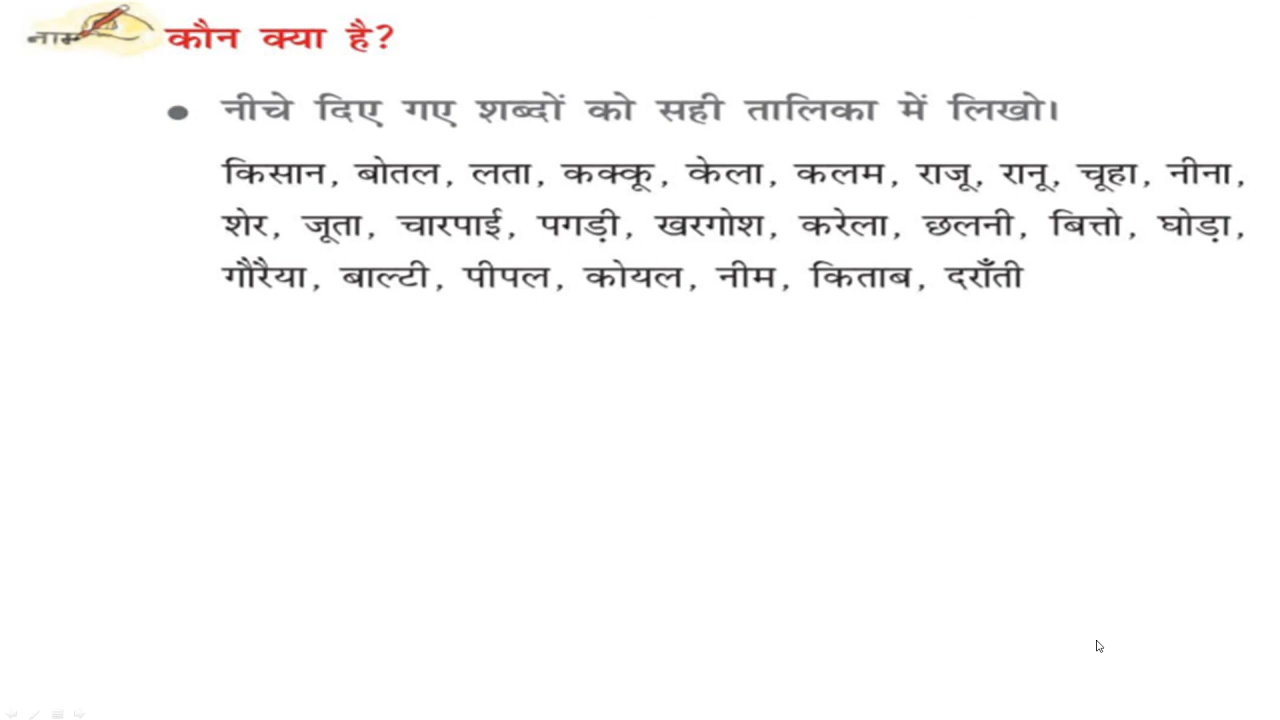 नाम
कौन क्या है?
● नीचे दिए गए शब्दों को सही तालिका में लिखो।
किसान, बोतल, लता, कक्कू, केला, कलम, राजू, रानू, चूहा, नीना,
शेर, जूता, चारपाई, पगड़ी, खरगोश, करेला, छलनी, बित्तो, घोड़ा,
गौरैया, बाल्टी, पीपल, कोयल, नीम, किताब, दराँती